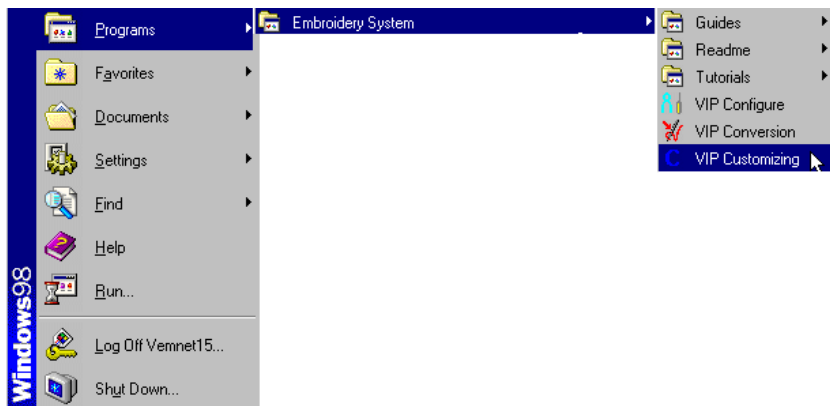 Programs
Favorites
Documents
Settings
Find
Help
Run...
Log Off Vemnet15...
Shut Down...
Windows98
Embroidery System
Guides
Readme
Tutorials
VIP Configure
VIP Conversion
C VIP Customizing